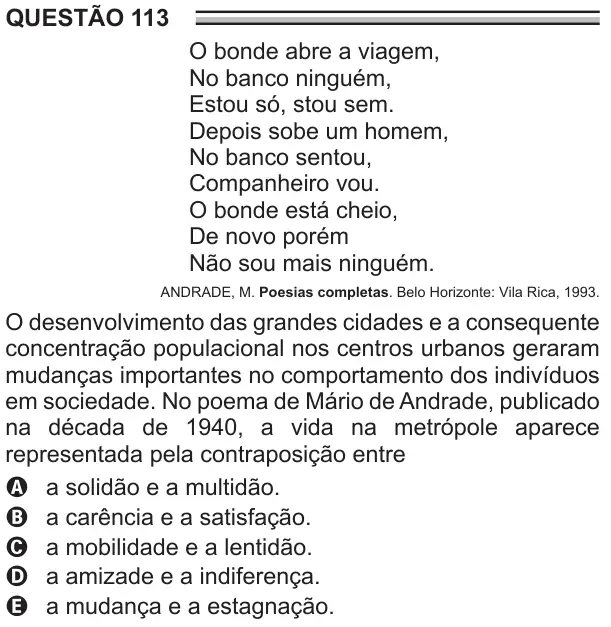 QUESTÃO 113
O bonde abre a viagem,
No banco ninguém,
Estou só, stou sem.
Depois sobe um homem,
No banco sentou,
Companheiro vou.
O bonde está cheio,
De novo porém
Não sou mais ninguém.
ANDRADE, M. Poesias completas. Belo Horizonte: Vila Rica, 1993.
O desenvolvimento das grandes cidades e a consequente
concentração populacional nos centros urbanos geraram
mudanças importantes no comportamento dos indivíduos
em sociedade. No poema de Mário de Andrade, publicado
na década de 1940, a vida na metrópole aparece
representada pela contraposição entre
A a solidão e a multidão.
B a carência e a satisfação.
C a mobilidade e a lentidão.
D a amizade e a indiferença.
E a mudança e a estagnação.